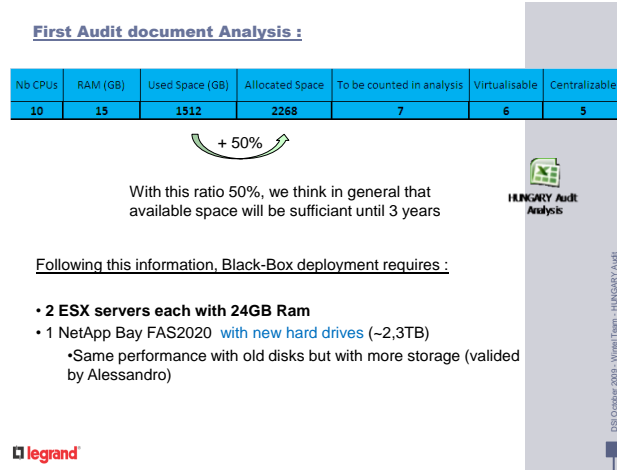 First Audit document Analysis :
Nb CPUs RAM (GB) Used Space (GB) Allocated Space To be counted in analysis Virtualisable Centralizable
10 15 1512 2268 7 6 5
+ 50%
With this ratio 50%, we think in general that
available space will be sufficiant until 3 years
HUNGARY Audit
Analysis
Following this information, Black-Box deployment requires :
• 2 ESX servers each with 24GB Ram
• 1 NetApp Bay FAS2020 with new hard drives (~2,3TB)
•Same performance with old disks but with more storage (valided
by Alessandro)
DSI October 2009 - Wintel Team - HUNGARY Audit
legrand